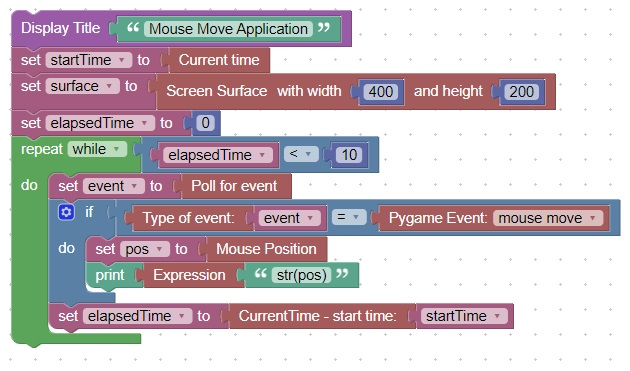 Display Title “ Mouse Move Application ”
set startTime to Current time
set surface to Screen Surface with width 400 and height 200
set elapsedTime to 0
repeat while elapsedTime < 10
do set event to Poll for event
if Type of event: event = Pygame Event: mouse move
do set pos to Mouse Position
print Expression “ str(pos) ”
set elapsedTime to CurrentTime - start time: startTime